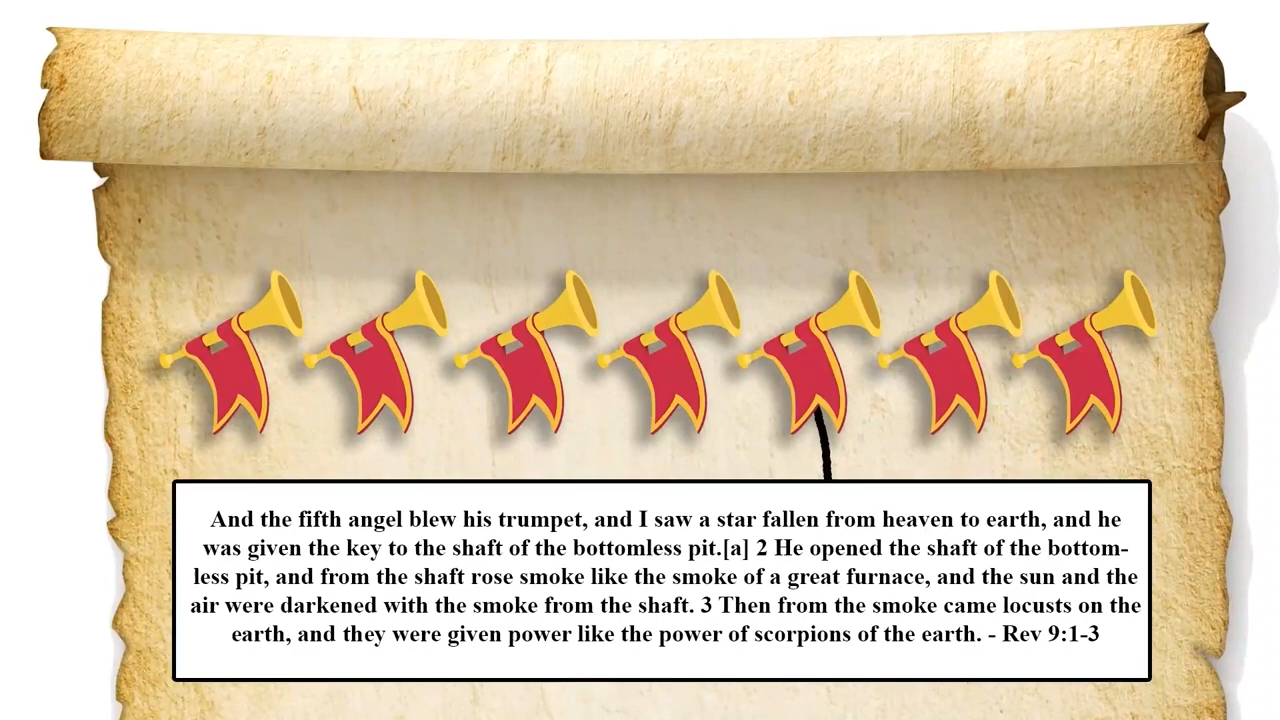 And the fifth angel blew his trumpet, and I saw a star fallen from heaven to earth, and he
was given the key to the shaft of the bottomless pit.[a] 2 He opened the shaft of the bottom-
less pit, and from the shaft rose smoke like the smoke of a great furnace, and the sun and the
air were darkened with the smoke from the shaft. 3 Then from the smoke came locusts on the
earth, and they were given power like the power of scorpions of the earth. - Rev 9:1-3